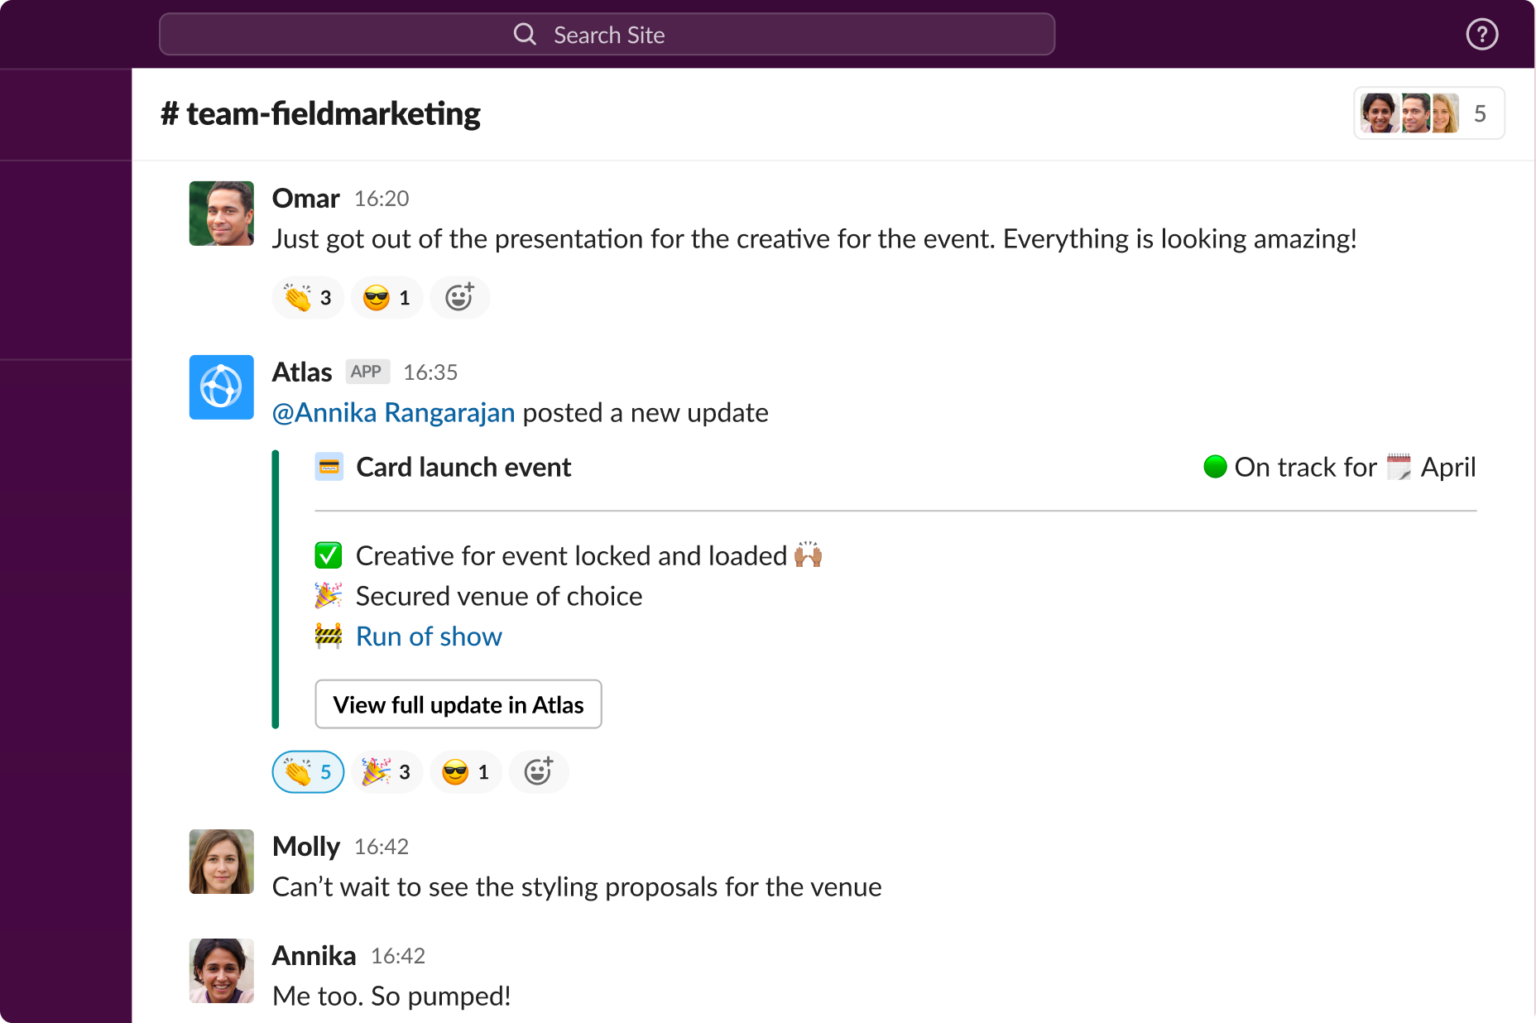 Search Site
?
# team-fieldmarketing
5
Omar 16:20
Just got out of the presentation for the creative for the event. Everything is looking amazing!
👏 3 😎 1
Atlas APP 16:35
@Annika Rangarajan posted a new update
💳 Card launch event 🟢 On track for 🗓️ April
✅ Creative for event locked and loaded 🙌🏽
🎉 Secured venue of choice
🚧 Run of show
View full update in Atlas
👏 5 🎉 3 😎 1
Molly 16:42
Can’t wait to see the styling proposals for the venue
Annika 16:42
Me too. So pumped!